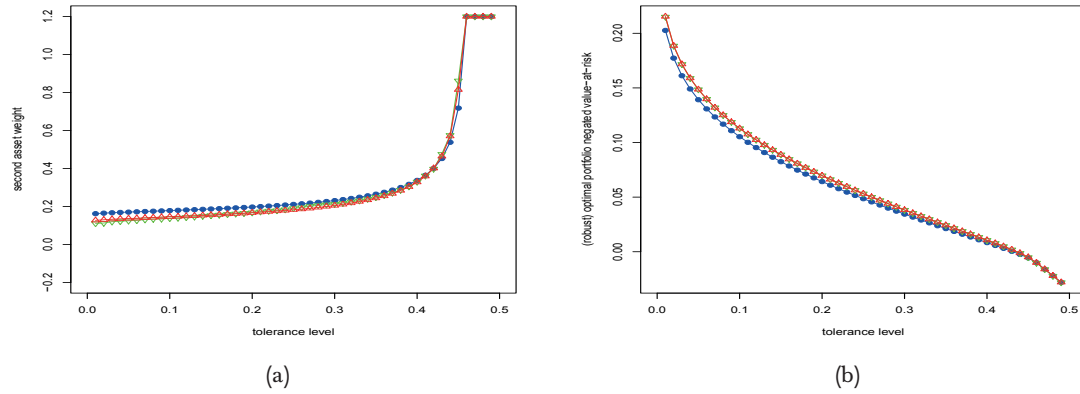 1.2
1.0
0.8
0.6
0.4
0.2
0.0
−0.2
second asset weight
0.0 0.1 0.2 0.3 0.4 0.5
tolerance level
(a)
0.20
0.15
0.10
0.05
0.00
(robust) optimal portfolio negated value−at−risk
0.0 0.1 0.2 0.3 0.4 0.5
tolerance level
(b)